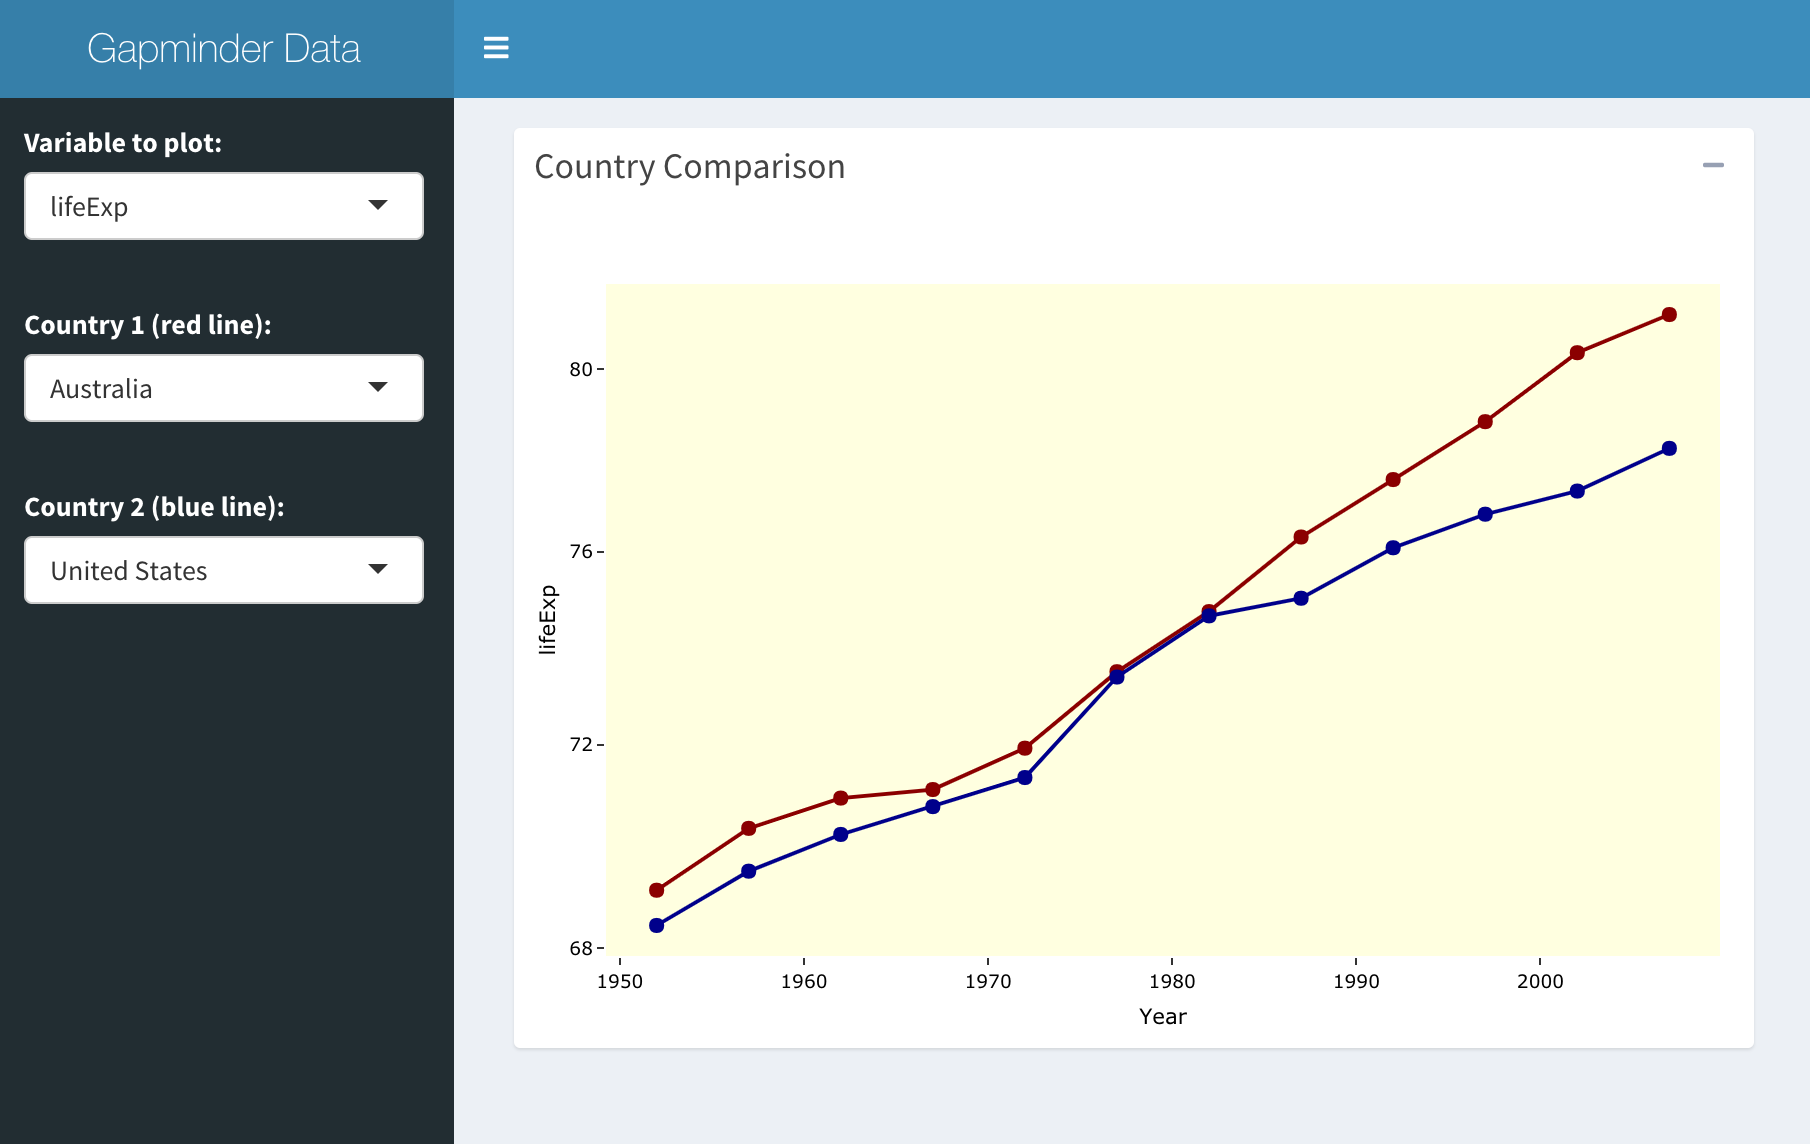 Gapminder Data
Variable to plot:
lifeExp
Country 1 (red line):
Australia
Country 2 (blue line):
United States
Country Comparison
80
76
72
68
lifeExp
1950 1960 1970 1980 1990 2000
Year